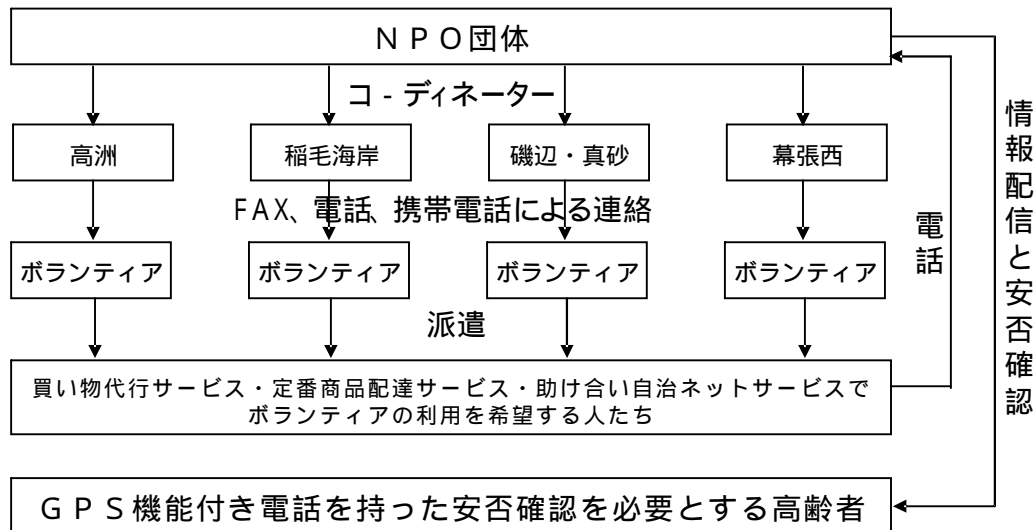 ＮＰＯ団体
コ-ディネーター
高洲
稲毛海岸
磯辺・真砂
幕張西
FAX、電話、携帯電話による連絡
ボランティア
ボランティア
ボランティア
ボランティア
派遣
買い物代行サービス・定番商品配達サービス・助け合い自治ネットサービスで
ボランティアの利用を希望する人たち
電話
情報配信と安否確認
ＧＰＳ機能付き電話を持った安否確認を必要とする高齢者